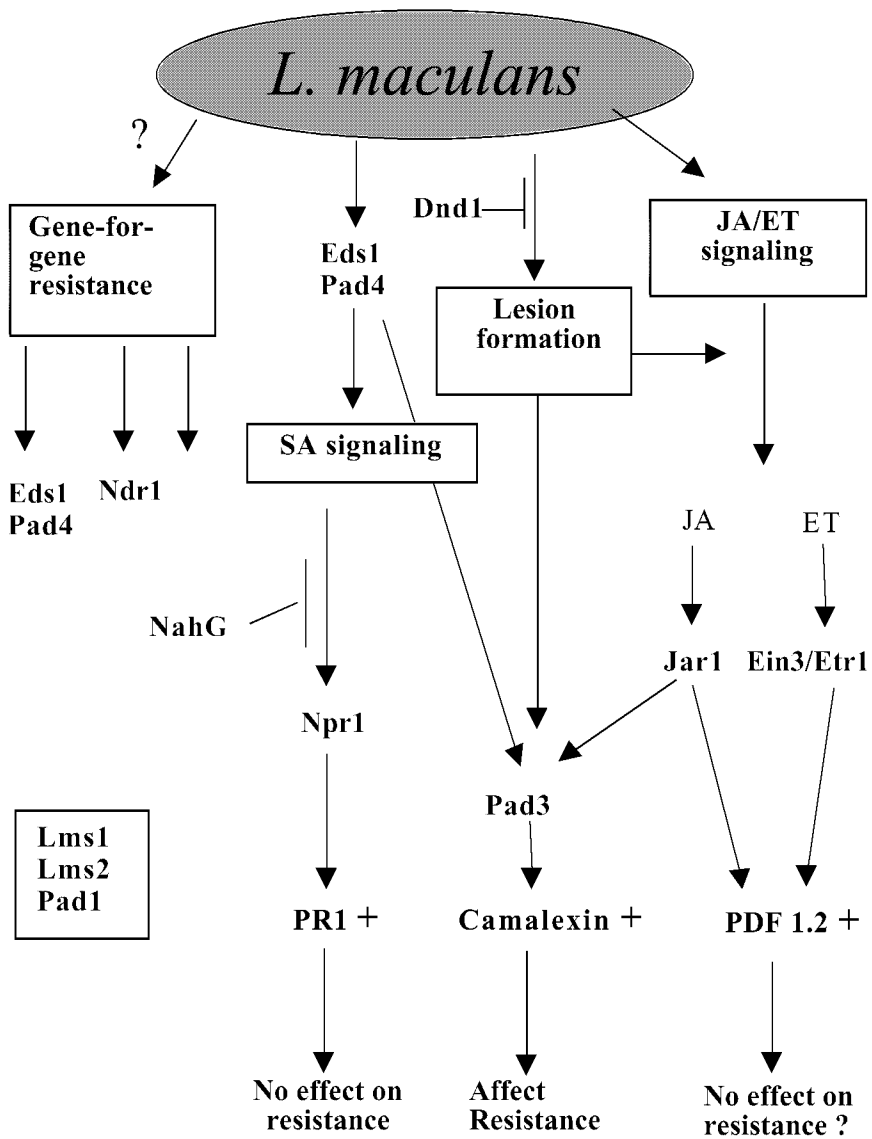 L. maculans
?
Gene-for-
gene
resistance
Eds1
Pad4
Dnd1
Lesion
formation
JA/ET
signaling
SA signaling
Eds1
Pad4
Ndr1
JA
ET
NahG
Jar1
Ein3/Etr1
Npr1
Pad3
Lms1
Lms2
Pad1
PR1 +
Camalexin +
PDF 1.2 +
No effect on
resistance
Affect
Resistance
No effect on
resistance ?